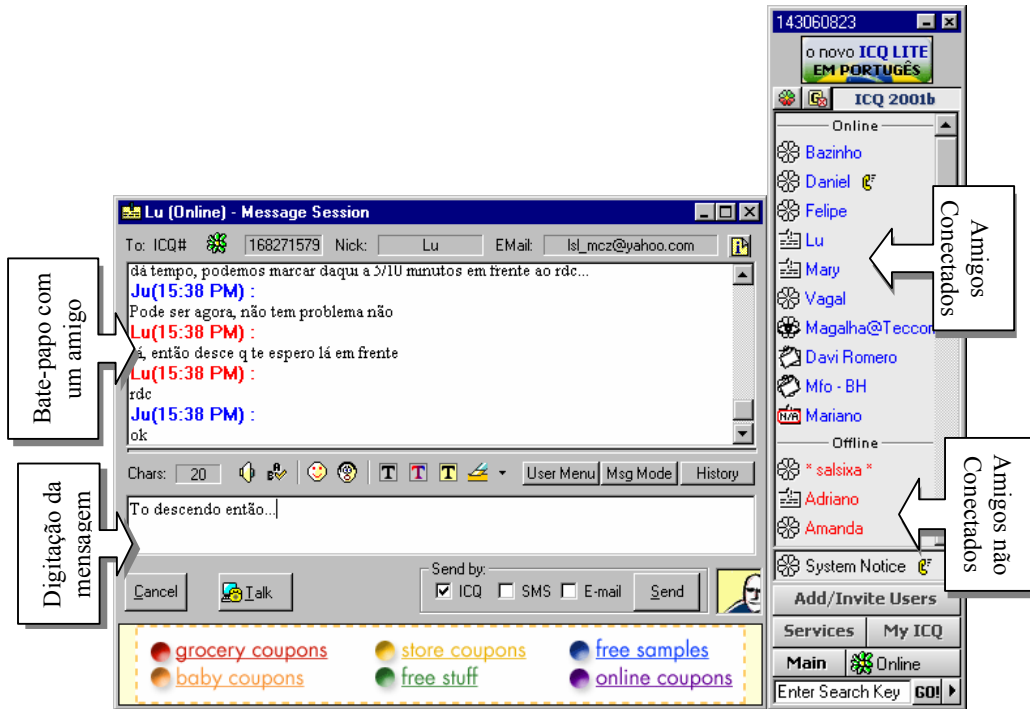 Bate-papo com
um amigo
Digitação da
mensagem
Lu (Online) - Message Session
To: ICQ# 168271579 Nick: Lu EMail: lsl_mcz@yahoo.com
dá tempo, podemos marcar daqui a 5/10 minutos em frente ao rdc...
Ju(15:38 PM) :
Pode ser agora, não tem problema não
Lu(15:38 PM) :
tá, então desce q te espero lá em frente
Lu(15:38 PM) :
rdc
Ju(15:38 PM) :
ok
Chars: 20 T T T User Menu Msg Mode History
To descendo então...
Send by:
Cancel Talk ICQ SMS E-mail Send
grocery coupons store coupons free samples
baby coupons free stuff online coupons
143060823
o novo ICQ LITE
EM PORTUGÊS
ICQ 2001b
Online
Bazinho
Daniel
Felipe
Lu
Mary
Vagal
Magalha@Teccon
Davi Romero
Mfo - BH
N/A Mariano
Offline
* salsixa *
Adriano
Amanda
System Notice
Add/Invite Users
Services My ICQ
Main Online
Enter Search Key GO!
Amigos
Conectados
Amigos não
Conectados